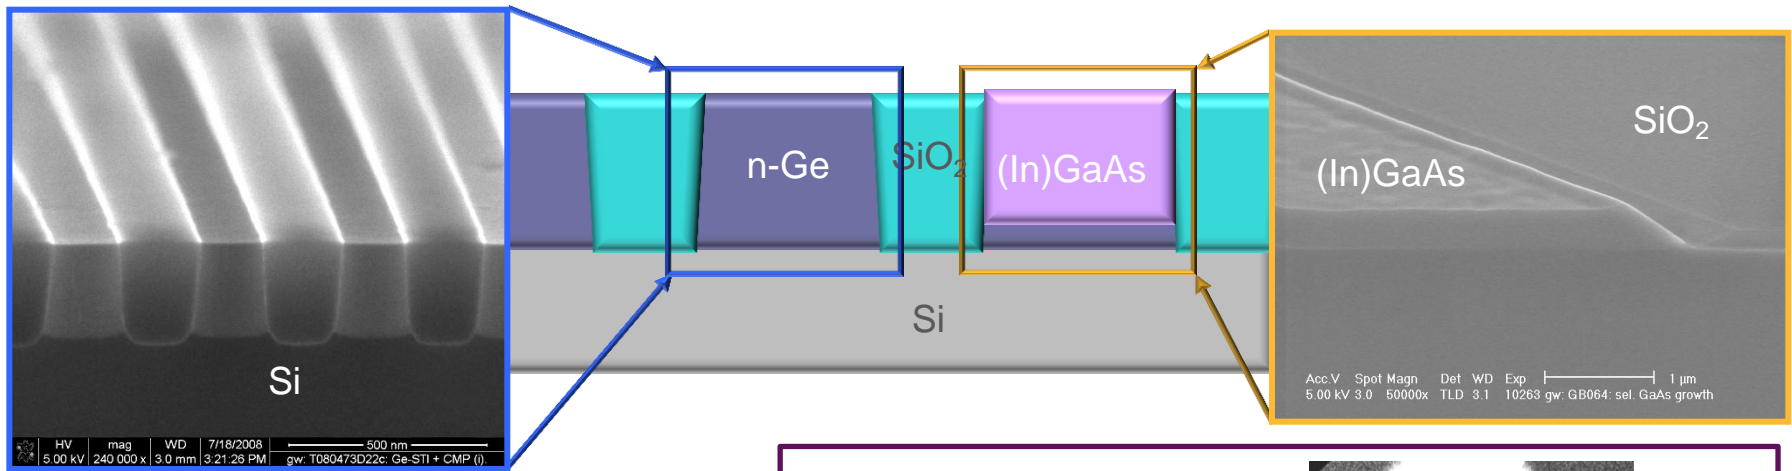 Si
HV mag WD 7/18/2008 500 nm
5.00 kV 240 000 x 3.0 mm 3:21:26 PM gw: T080473D22c: Ge-STI + CMP (i).
n-Ge
SiO2
(In)GaAs
Si
SiO2
(In)GaAs
Acc.V Spot Magn Det WD Exp 1 µm
5.00 kV 3.0 50000x TLD 3.1 10263 gw: GB064: sel. GaAs growth